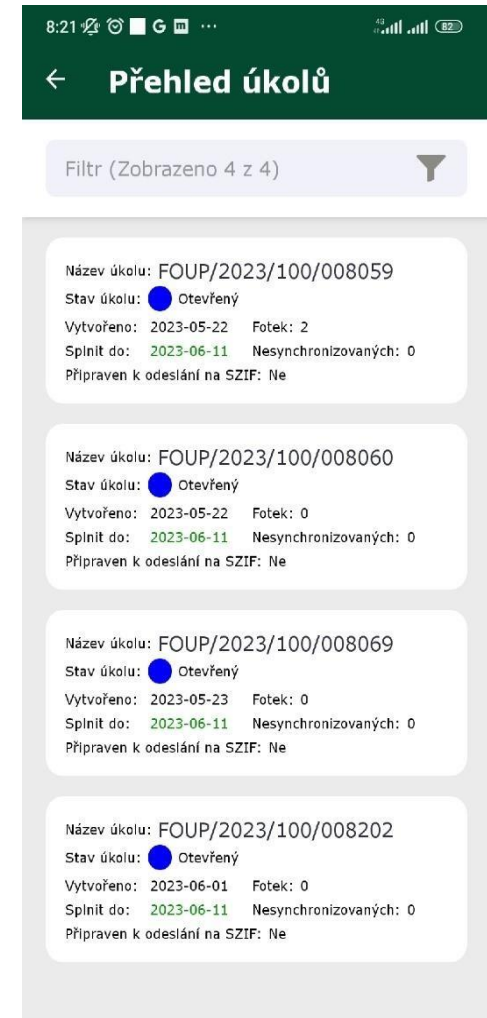 8:21 G m ... 4G 82
Přehled úkolů
Filtr (Zobrazeno 4 z 4)
Název úkolu: FOUP/2023/100/008059
Stav úkolu: Otevřený
Vytvořeno: 2023-05-22 Fotek: 2
Splnit do: 2023-06-11 Nesynchronizovaných: 0
Připraven k odeslání na SZIF: Ne
Název úkolu: FOUP/2023/100/008060
Stav úkolu: Otevřený
Vytvořeno: 2023-05-22 Fotek: 0
Splnit do: 2023-06-11 Nesynchronizovaných: 0
Připraven k odeslání na SZIF: Ne
Název úkolu: FOUP/2023/100/008069
Stav úkolu: Otevřený
Vytvořeno: 2023-05-23 Fotek: 0
Splnit do: 2023-06-11 Nesynchronizovaných: 0
Připraven k odeslání na SZIF: Ne
Název úkolu: FOUP/2023/100/008202
Stav úkolu: Otevřený
Vytvořeno: 2023-06-01 Fotek: 0
Splnit do: 2023-06-11 Nesynchronizovaných: 0
Připraven k odeslání na SZIF: Ne